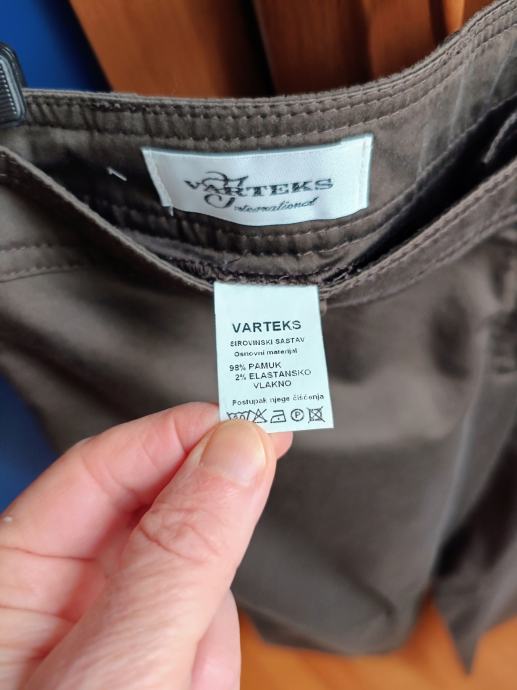 VARTEKS
International
VARTEKS
SIROVINSKI SASTAV
Osnovni materijal
98% PAMUK
2% ELASTANSKO
VLAKNO
Postupak njege čišćenja
P